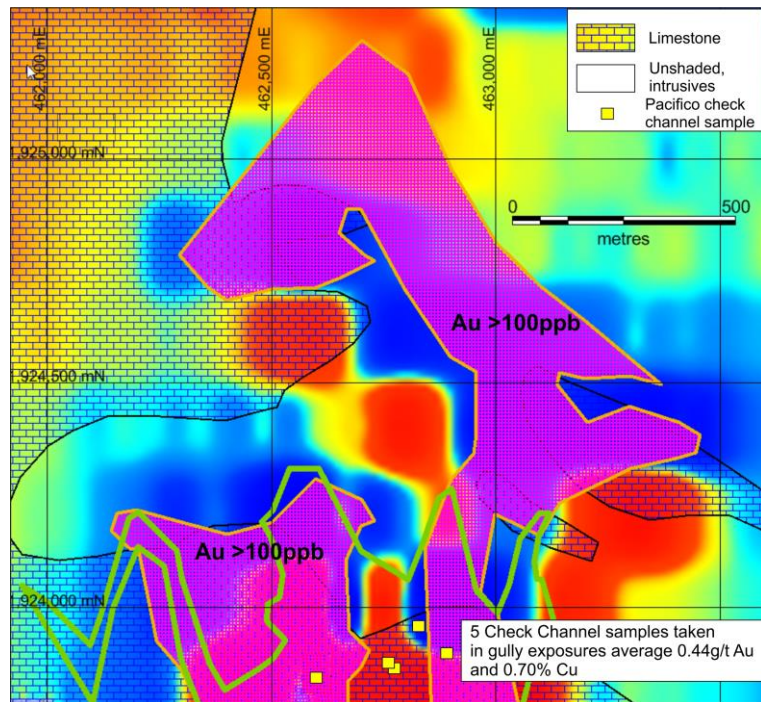 462,000 mE
462,500 mE
463,000 mE
Limestone
Unshaded,
intrusives
Pacifico check
channel sample
1,925,000 mN
0
500
metres
Au >100ppb
1,924,500 mN
Au >100ppb
1,924,000 mN
5 Check Channel samples taken
in gully exposures average 0.44g/t Au
and 0.70% Cu